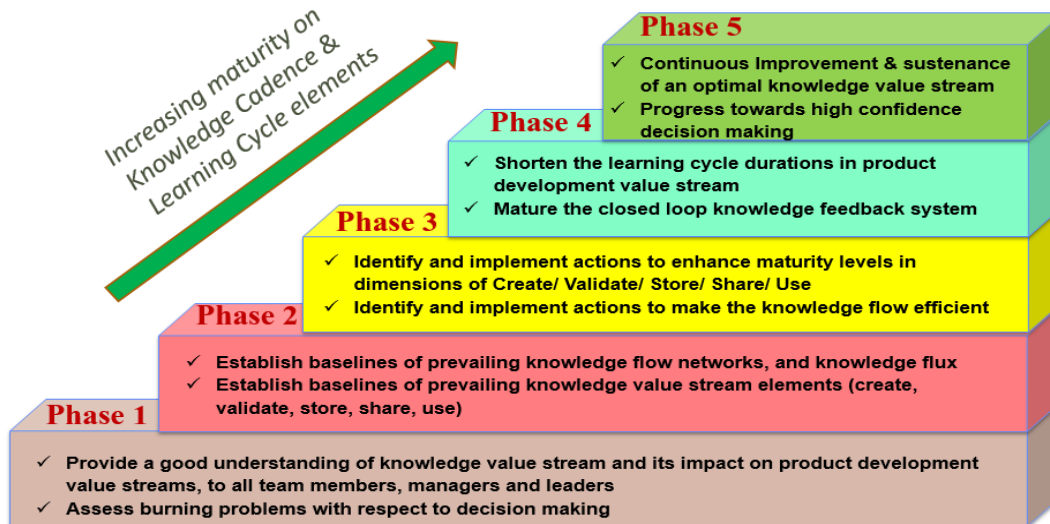 Increasing maturity on
Knowledge Cadence &
Learning Cycle elements
Phase 5
✓ Continuous Improvement & sustenance
of an optimal knowledge value stream
✓ Progress towards high confidence
decision making
Phase 4
✓ Shorten the learning cycle durations in product
development value stream
✓ Mature the closed loop knowledge feedback system
Phase 3
✓ Identify and implement actions to enhance maturity levels in
dimensions of Create/ Validate/ Store/ Share/ Use
✓ Identify and implement actions to make the knowledge flow efficient
Phase 2
✓ Establish baselines of prevailing knowledge flow networks, and knowledge flux
✓ Establish baselines of prevailing knowledge value stream elements (create,
validate, store, share, use)
Phase 1
✓ Provide a good understanding of knowledge value stream and its impact on product development
value streams, to all team members, managers and leaders
✓ Assess burning problems with respect to decision making